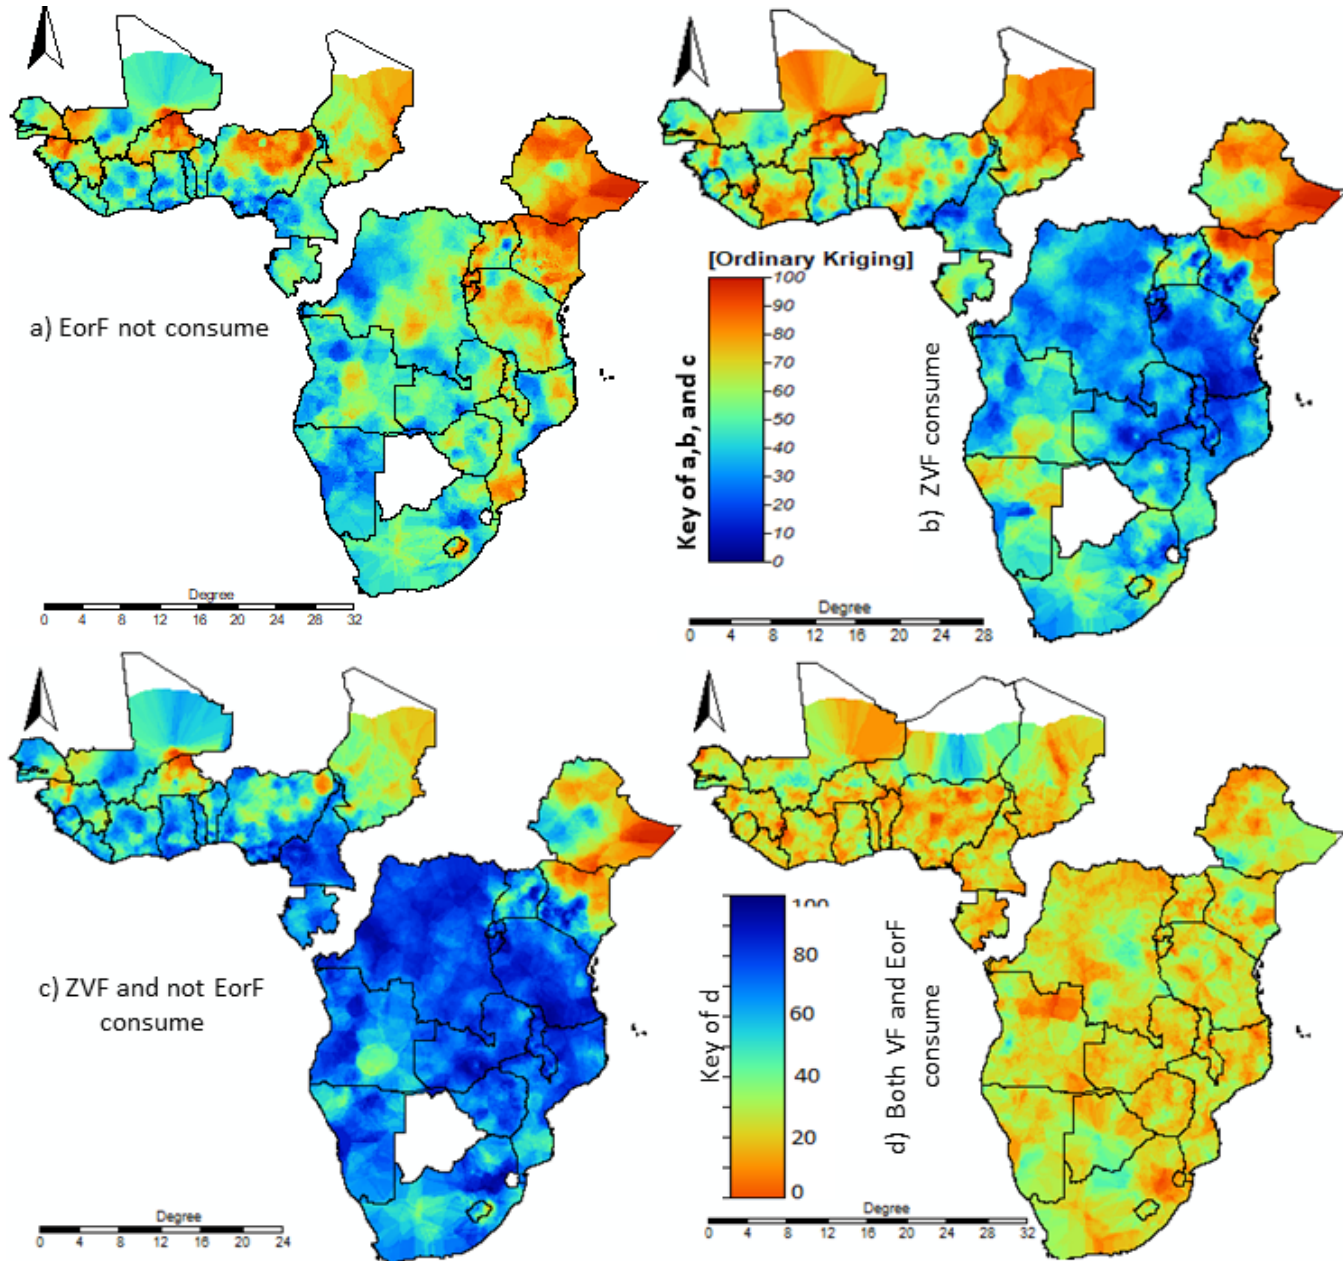 a) EorF not consume
Degree
0 4 8 12 16 20 24 28 32
[Ordinary Kriging]
Key of a,b, and c
100
90
80
70
60
50
40
30
20
10
0
b) ZVF consume
Degree
0 4 8 12 16 20 24 28
c) ZVF and not EorF
consume
Degree
0 4 8 12 16 20 24
Key of d
100
80
60
40
20
0
d) Both VF and EorF
consume
Degree
0 4 8 12 16 20 24 28 32